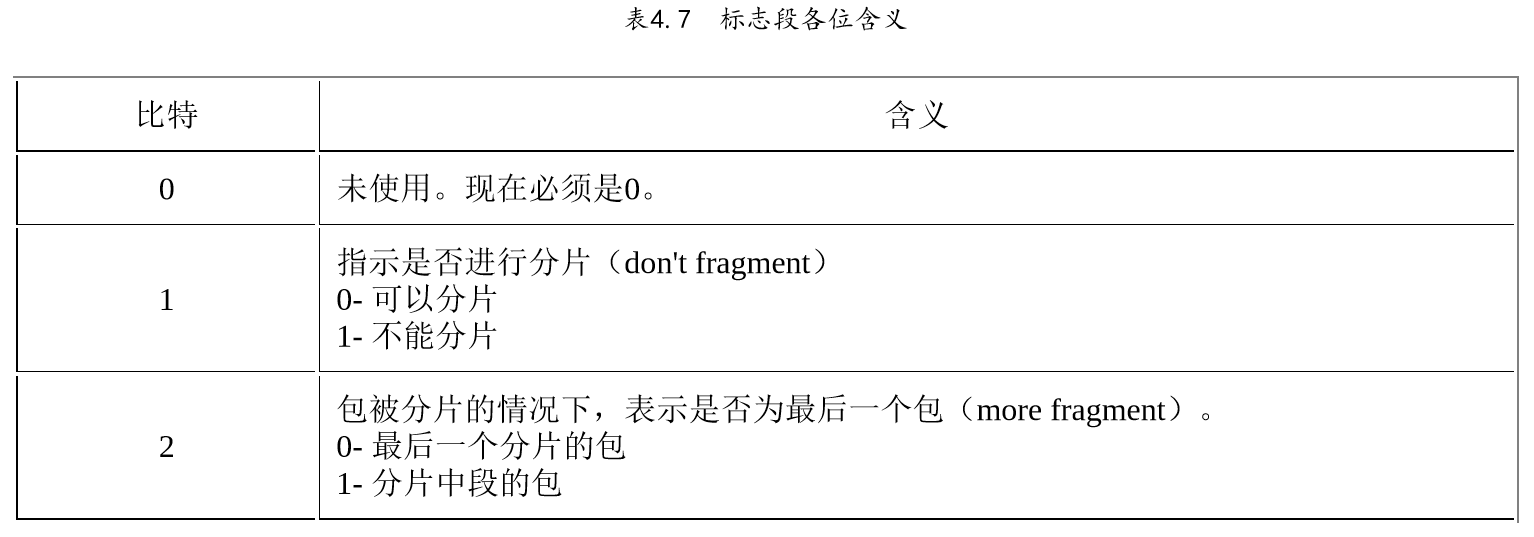 表4.7 标志段各位含义
比特 含义
0 未使用。现在必须是0。
指示是否进行分片（don't fragment）
0- 可以分片
1
1- 不能分片
包被分片的情况下，表示是否为最后一个包（more fragment）。
0- 最后一个分片的包
2
1- 分片中段的包